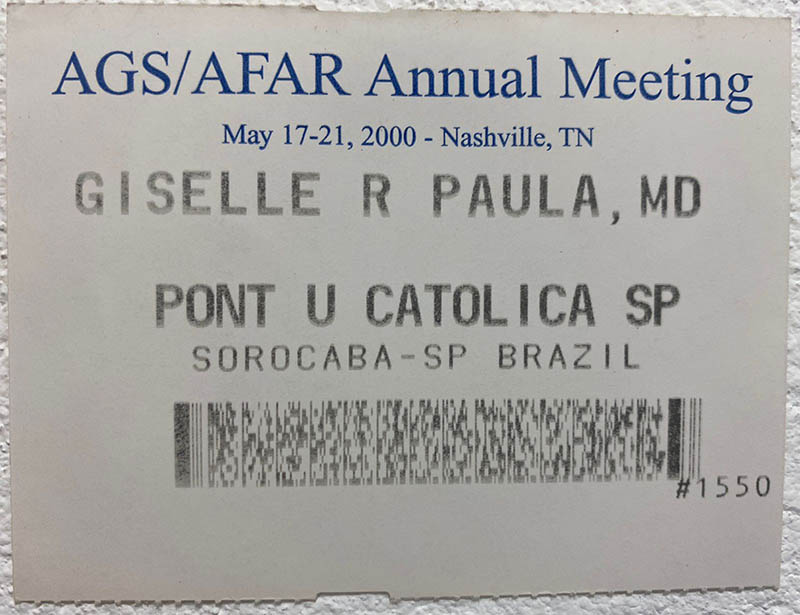 AGS/AFAR Annual Meeting
May 17-21, 2000 - Nashville, TN
GISELLE R PAULA, MD
PONT U CATOLICA SP
SOROCABA-SP BRAZIL
#1550